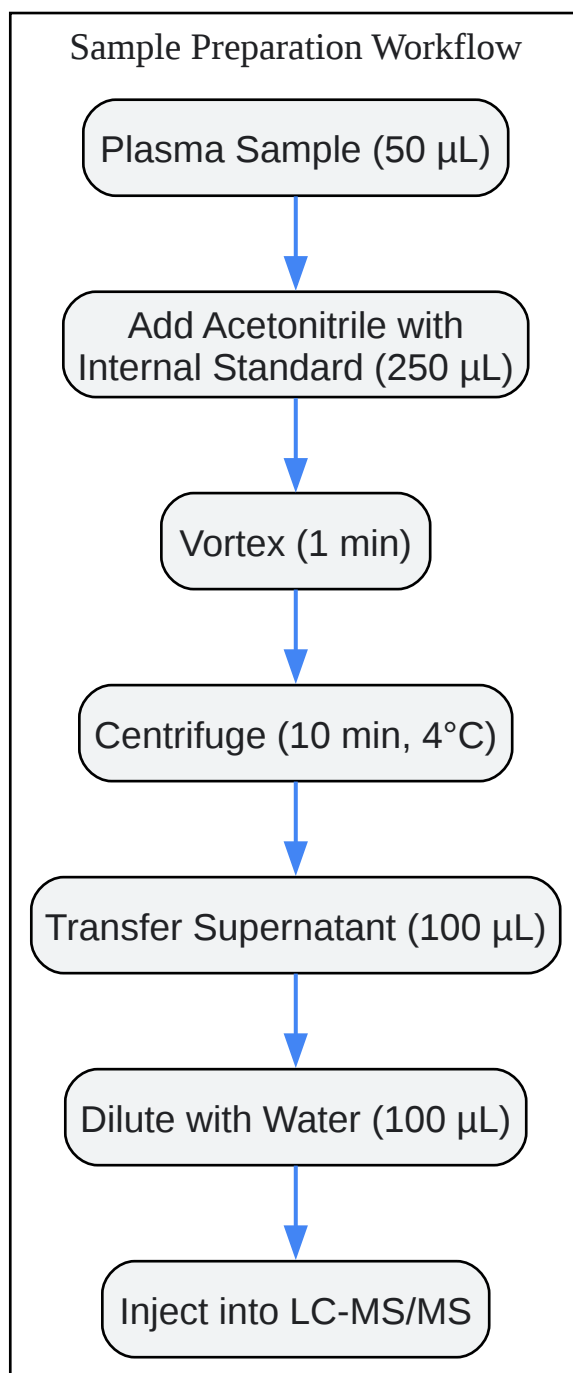 Sample Preparation Workflow
Plasma Sample (50 µL)
Add Acetonitrile with
Internal Standard (250 µL)
Vortex (1 min)
Centrifuge (10 min, 4°C)
Transfer Supernatant (100 µL)
Dilute with Water (100 µL)
Inject into LC-MS/MS